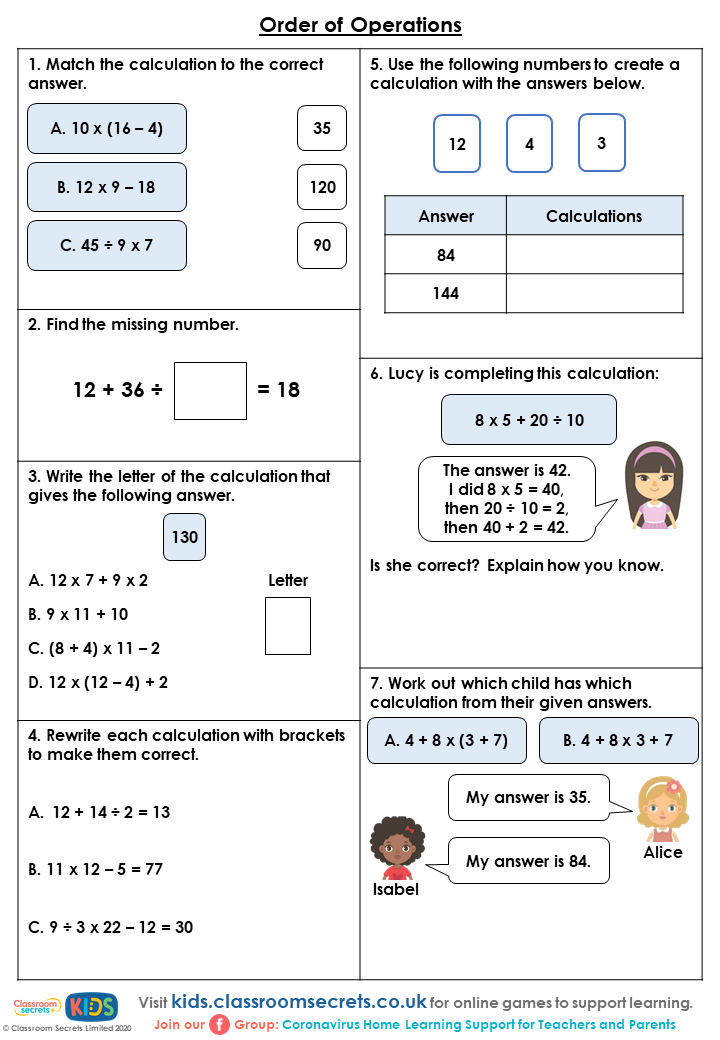 Order of Operations
1. Match the calculation to the correct
answer.
A. 10 x (16 – 4)
35
B. 12 x 9 – 18
120
C. 45 ÷ 9 x 7
90
2. Find the missing number.
12 + 36 ÷ = 18
3. Write the letter of the calculation that
gives the following answer.
130
A. 12 x 7 + 9 x 2
Letter
B. 9 x 11 + 10
C. (8 + 4) x 11 – 2
D. 12 x (12 – 4) + 2
4. Rewrite each calculation with brackets
to make them correct.
A. 12 + 14 ÷ 2 = 13
B. 11 x 12 – 5 = 77
C. 9 ÷ 3 x 22 – 12 = 30
5. Use the following numbers to create a
calculation with the answers below.
12 4 3
Answer Calculations
84
144
6. Lucy is completing this calculation:
8 x 5 + 20 ÷ 10
The answer is 42.
I did 8 x 5 = 40,
then 20 ÷ 10 = 2,
then 40 + 2 = 42.
Is she correct? Explain how you know.
7. Work out which child has which
calculation from their given answers.
A. 4 + 8 x (3 + 7)
B. 4 + 8 x 3 + 7
My answer is 35.
Alice
My answer is 84.
Isabel
Classroom
Secrets
KIDS
© Classroom Secrets Limited 2020
Visit kids.classroomsecrets.co.uk for online games to support learning.
Join our f Group: Coronavirus Home Learning Support for Teachers and Parents